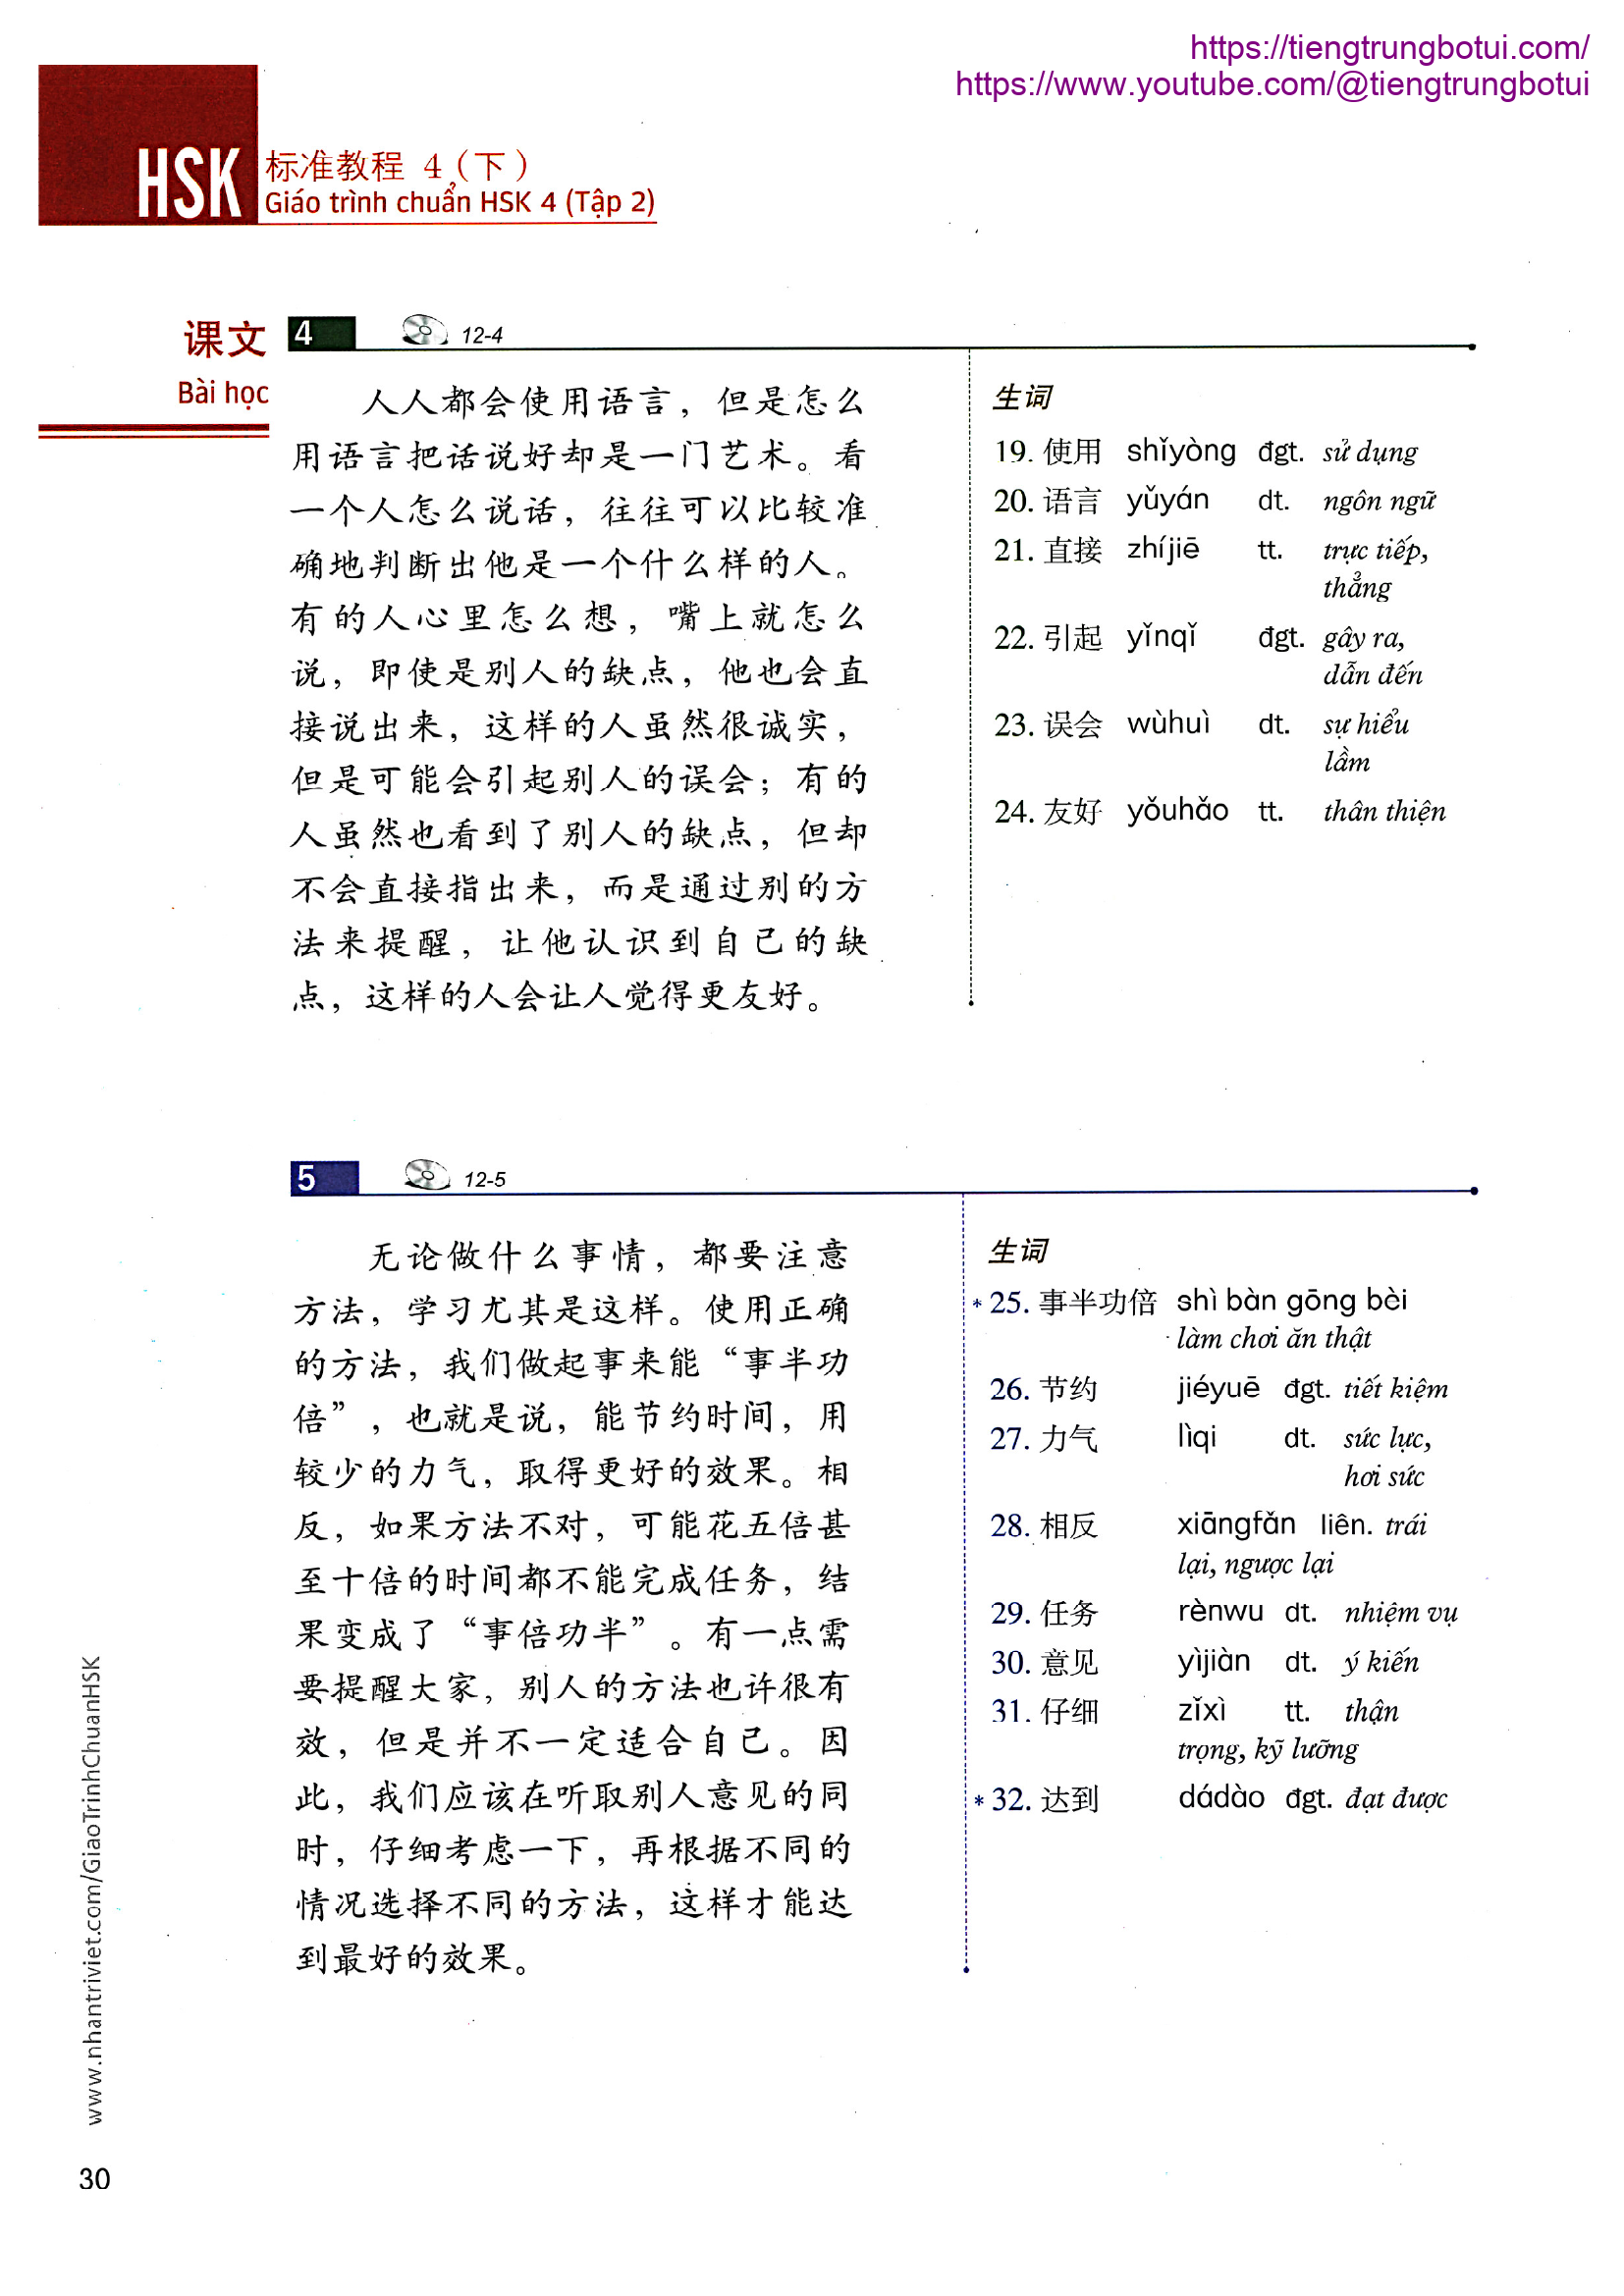 https://tiengtrungbotui.com/
https://www.youtube.com/@tiengtrungbotui
HSK 标准教程 4（下）
Giáo trình chuẩn HSK 4 (Tập 2)
课文
Bài học
4 12-4
人人都会使用语言，但是怎么
用语言把话说好却是一门艺术。看
一个人怎么说话，往往可以比较准
确地判断出他是一个什么样的人。
有的人心里怎么想，嘴上就怎么
说，即使是别人的缺点，他也会直
接说出来，这样的人虽然很诚实，
但是可能会引起别人的误会；有的
人虽然也看到了别人的缺点，但却
不会直接指出来，而是通过别的方
法来提醒，让他认识到自己的缺
点，这样的人会让人觉得更友好。
生词
19. 使用 shǐyòng đgt. sử dụng
20. 语言 yǔyán dt. ngôn ngữ
21. 直接 zhíjiē tt. trực tiếp,
thẳng
22. 引起 yǐnqǐ đgt. gây ra,
dẫn đến
23. 误会 wùhuì dt. sự hiểu
lầm
24. 友好 yǒuhǎo tt. thân thiện
5 12-5
无论做什么事情，都要注意
方法，学习尤其是这样。使用正确
的方法，我们做起事来能“事半功
倍”，也就是说，能节约时间，用
较少的力气，取得更好的效果。相
反，如果方法不对，可能花五倍甚
至十倍的时间都不能完成任务，结
果变成了“事倍功半”。有一点需
要提醒大家，别人的方法也许很有
效，但是并不一定适合自己。因
此，我们应该在听取别人意见的同
时，仔细考虑一下，再根据不同的
情况选择不同的方法，这样才能达
到最好的效果。
生词
* 25. 事半功倍 shì bàn gōng bèi
làm chơi ăn thật
26. 节约 jiéyuē đgt. tiết kiệm
27. 力气 lìqi dt. sức lực,
hơi sức
28. 相反 xiāngfǎn liên. trái
lại, ngược lại
29. 任务 rènwu dt. nhiệm vụ
30. 意见 yìjiàn dt. ý kiến
31. 仔细 zǐxì tt. thận
trọng, kỹ lưỡng
* 32. 达到 dádào đgt. đạt được
www.nhantriviet.com/GiaoTrinhChuanHSK
30